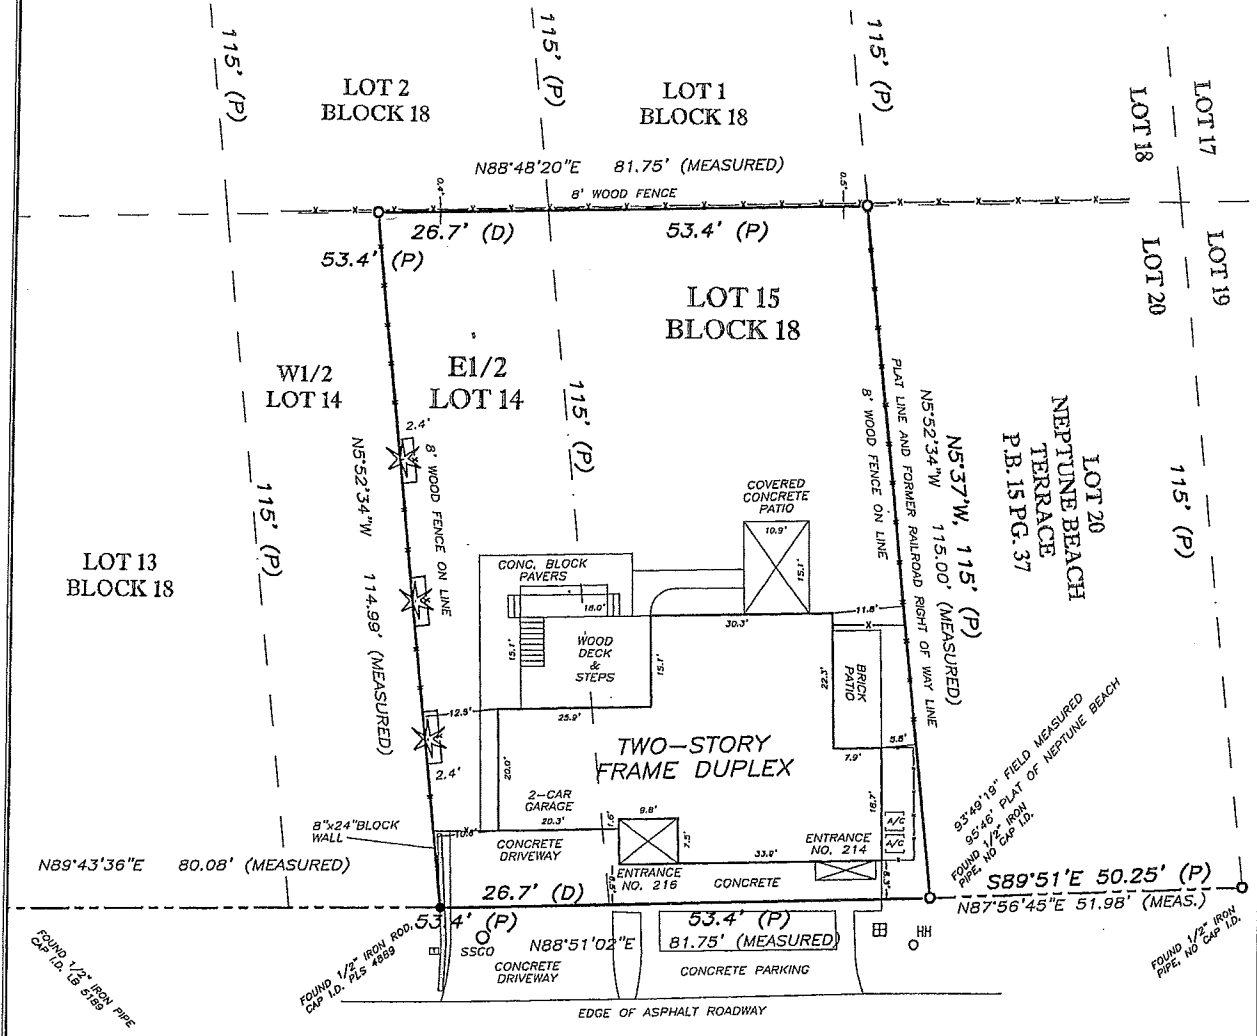 115' (P)
115' (P)
115' (P)
LOT 2
BLOCK 18
LOT 1
BLOCK 18
LOT 18
LOT 17
N88°48'20"E 81.75' (MEASURED)
8' WOOD FENCE
0.4'
0.5'
26.7' (D)
53.4' (P)
53.4' (P)
LOT 20
LOT 19
LOT 15
BLOCK 18
W1/2
LOT 14
E1/2
LOT 14
115' (P)
2.4'
8' WOOD FENCE ON LINE
N5°52'34"W 114.99' (MEASURED)
8' WOOD FENCE ON LINE
PLAT LINE AND FORMER RAILROAD RIGHT OF WAY LINE
N5°52'34"W 115.00' (MEASURED)
N5°37'W, 115' (P)
LOT 20
NEPTUNE BEACH
TERRACE
P.B. 15 PG. 37
115' (P)
115' (P)
LOT 13
BLOCK 18
COVERED
CONCRETE
PATIO
10.9'
15.1'
CONC. BLOCK
PAVERS
18.0'
WOOD
DECK
&
STEPS
15.1'
15.1'
30.3'
11.8'
22.3'
BRICK
PATIO
12.5'
25.9'
TWO-STORY
FRAME DUPLEX
7.9'
5.5'
20.0'
2-CAR
GARAGE
20.3'
1.6'
9.8'
7.5'
2.4'
8"x24"BLOCK
WALL
CONCRETE
DRIVEWAY
ENTRANCE
NO. 214
A/C
A/C
33.9'
ENTRANCE
NO. 216
CONCRETE
93°49'19" FIELD MEASURED
95°46' PLAT OF NEPTUNE BEACH
FOUND 1/2" IRON
PIPE, NO CAP I.D.
N89°43'36"E 80.08' (MEASURED)
S89°51'E 50.25' (P)
N87°56'45"E 51.98' (MEAS.)
26.7' (D)
53.4' (P)
53.4' (P)
N88°51'02"E 81.75' (MEASURED)
SSCO
HH
CONCRETE
DRIVEWAY
CONCRETE PARKING
EDGE OF ASPHALT ROADWAY
FOUND 1/2" IRON PIPE
CAP I.D. LB 5189
FOUND 1/2" IRON ROD,
CAP I.D. PLS 4889
FOUND 1/2" IRON
PIPE, NO CAP I.D.